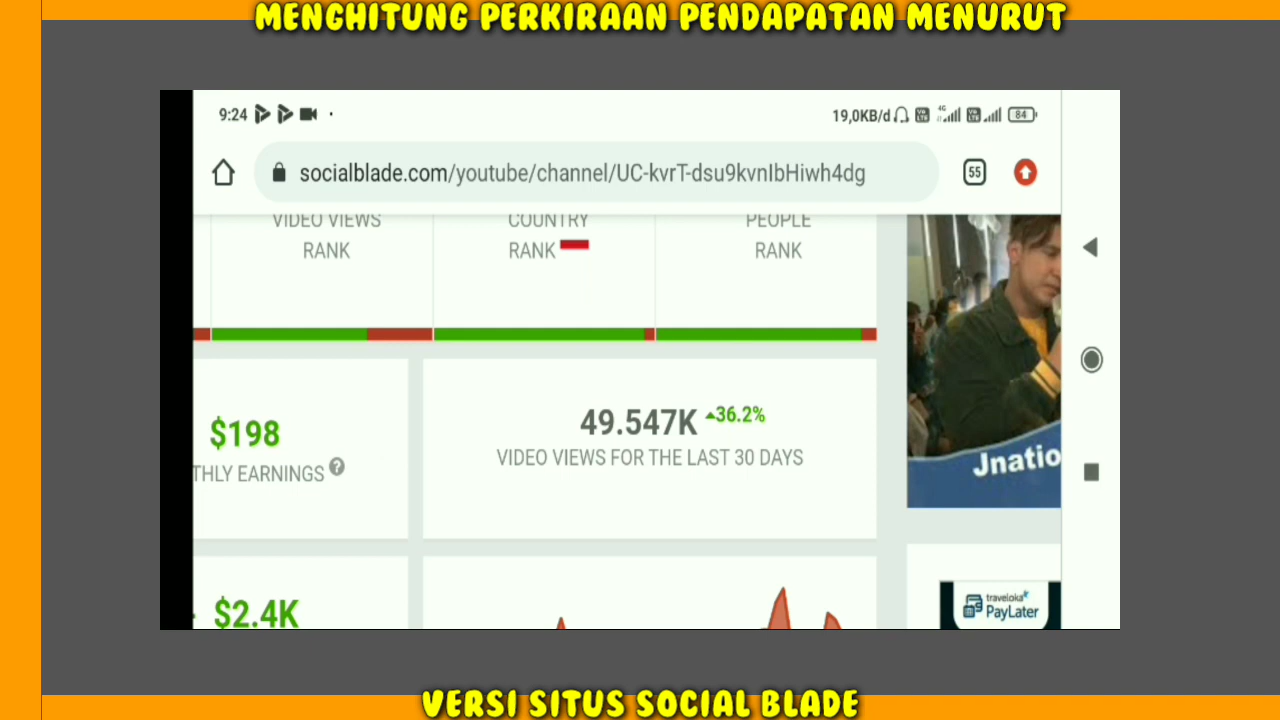 MENGHITUNG PERKIRAAN PENDAPATAN MENURUT
9:24
19,0KB/d
4G
84
socialblade.com/youtube/channel/UC-kvrT-dsu9kvnIbHiwh4dg
55
VIDEO VIEWS
RANK
COUNTRY
RANK
PEOPLE
RANK
$198
THLY EARNINGS ?
49.547K 36.2%
VIDEO VIEWS FOR THE LAST 30 DAYS
Jnatio
$2.4K
traveloka
PayLater
VERSI SITUS SOCIAL BLADE